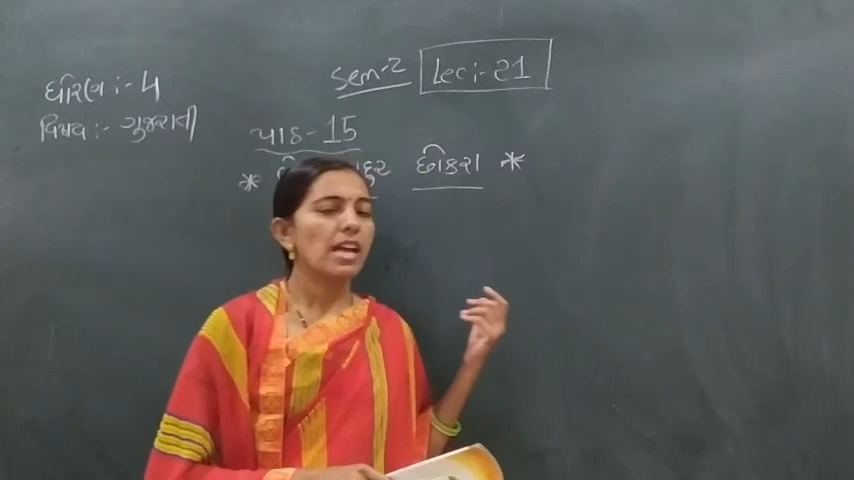 Sem-2 Lec:-21
ધોરણ :- 4
વિષય :- ગુજરાતી
પાઠ-15
* છોકરા *